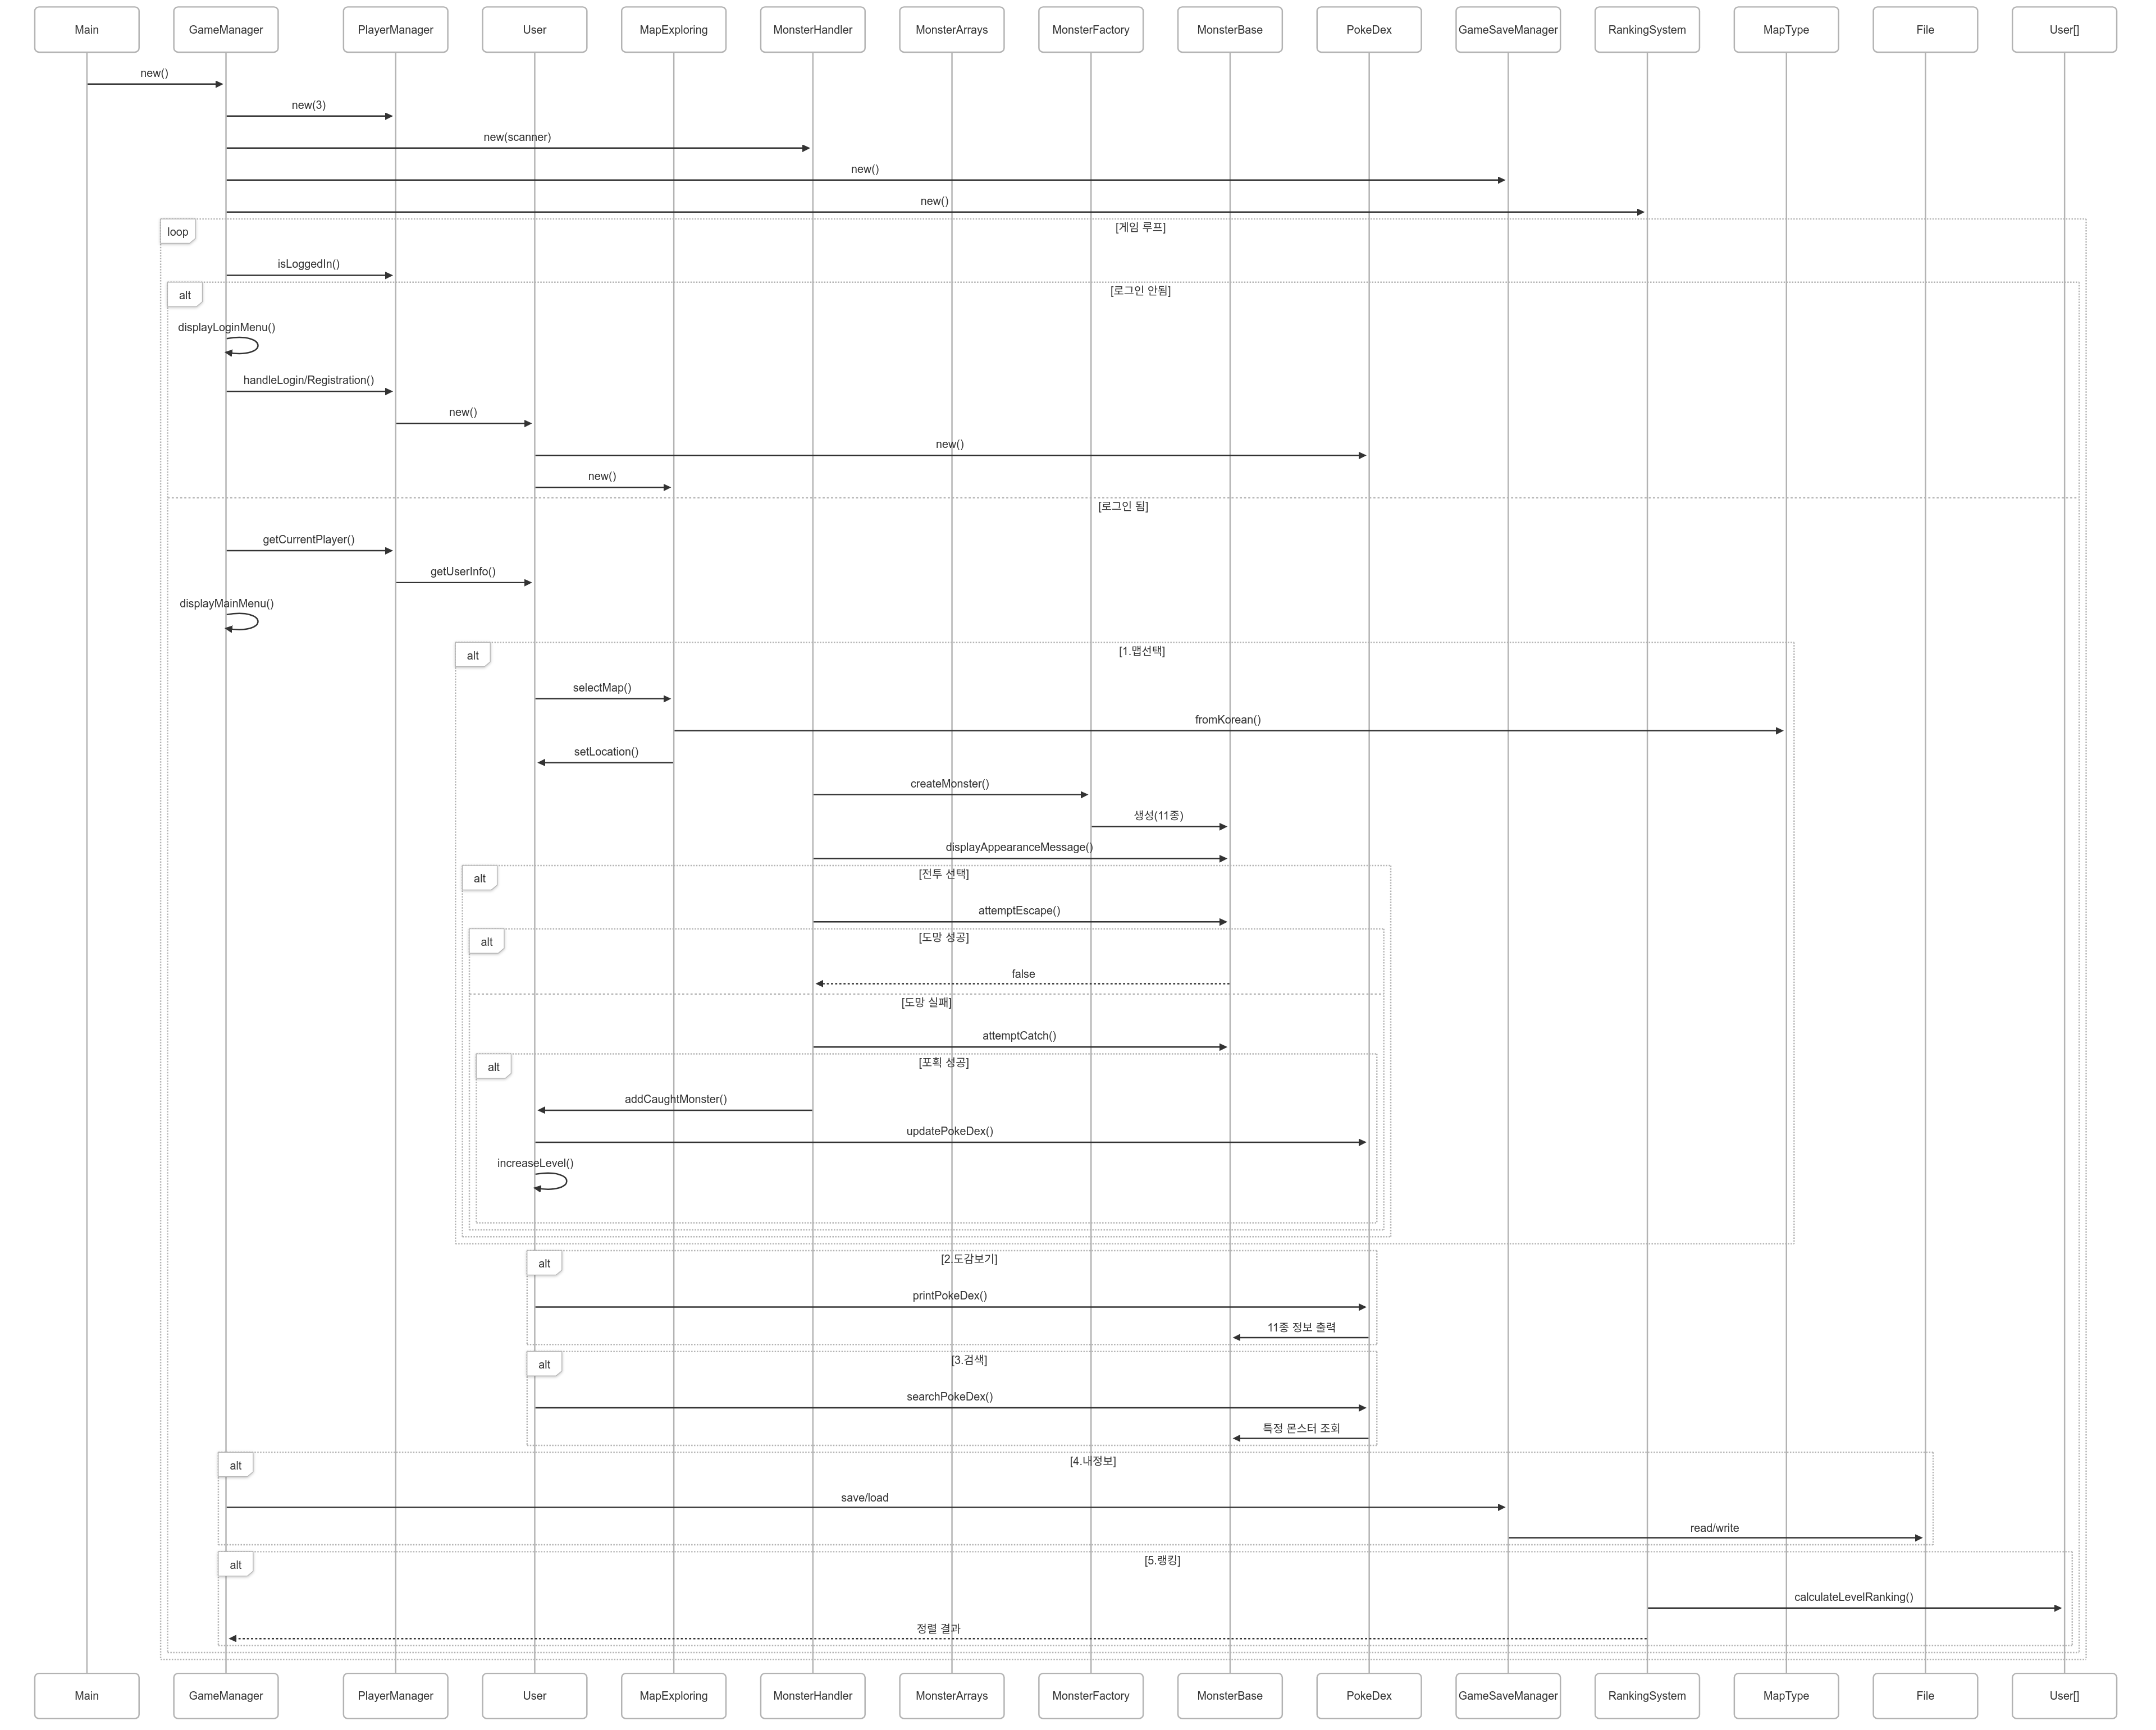 Main
GameManager
PlayerManager
User
MapExploring
MonsterHandler
MonsterArrays
MonsterFactory
MonsterBase
PokeDex
GameSaveManager
RankingSystem
MapType
File
User[]
new()
new(3)
new(scanner)
new()
new()
loop
[게임 루프]
isLoggedIn()
alt
[로그인 안됨]
displayLoginMenu()
handleLogin/Registration()
new()
new()
new()
[로그인 됨]
getCurrentPlayer()
getUserInfo()
displayMainMenu()
alt
[1.맵선택]
selectMap()
fromKorean()
setLocation()
createMonster()
생성(11종)
displayAppearanceMessage()
alt
[전투 선택]
attemptEscape()
alt
[도망 성공]
false
[도망 실패]
attemptCatch()
alt
[포획 성공]
addCaughtMonster()
updatePokeDex()
increaseLevel()
alt
[2.도감보기]
printPokeDex()
11종 정보 출력
alt
[3.검색]
searchPokeDex()
특정 몬스터 조회
alt
[4.내정보]
save/load
read/write
alt
[5.랭킹]
calculateLevelRanking()
정렬 결과
Main
GameManager
PlayerManager
User
MapExploring
MonsterHandler
MonsterArrays
MonsterFactory
MonsterBase
PokeDex
GameSaveManager
RankingSystem
MapType
File
User[]